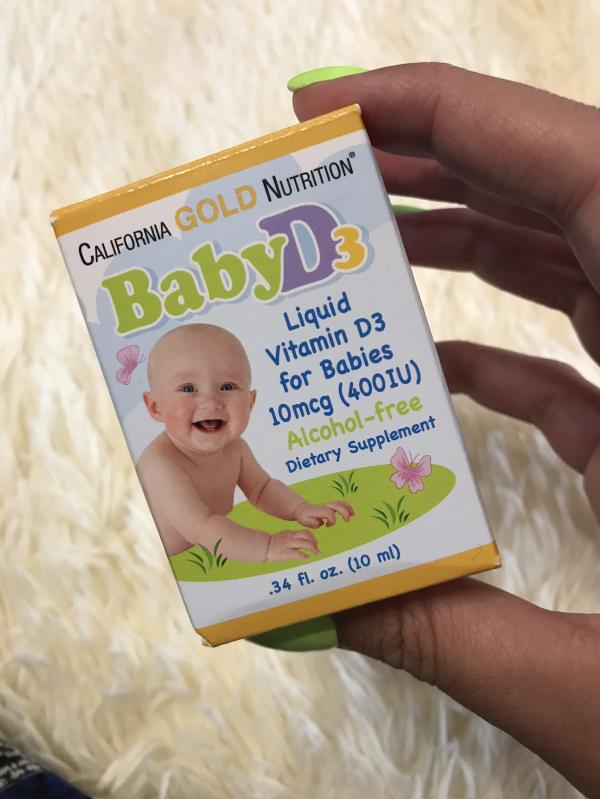 CALIFORNIA GOLD NUTRITION®
BabyD3
Liquid
Vitamin D3
for Babies
10mcg (400IU)
Alcohol-free
Dietary Supplement
.34 fl. oz. (10 ml)